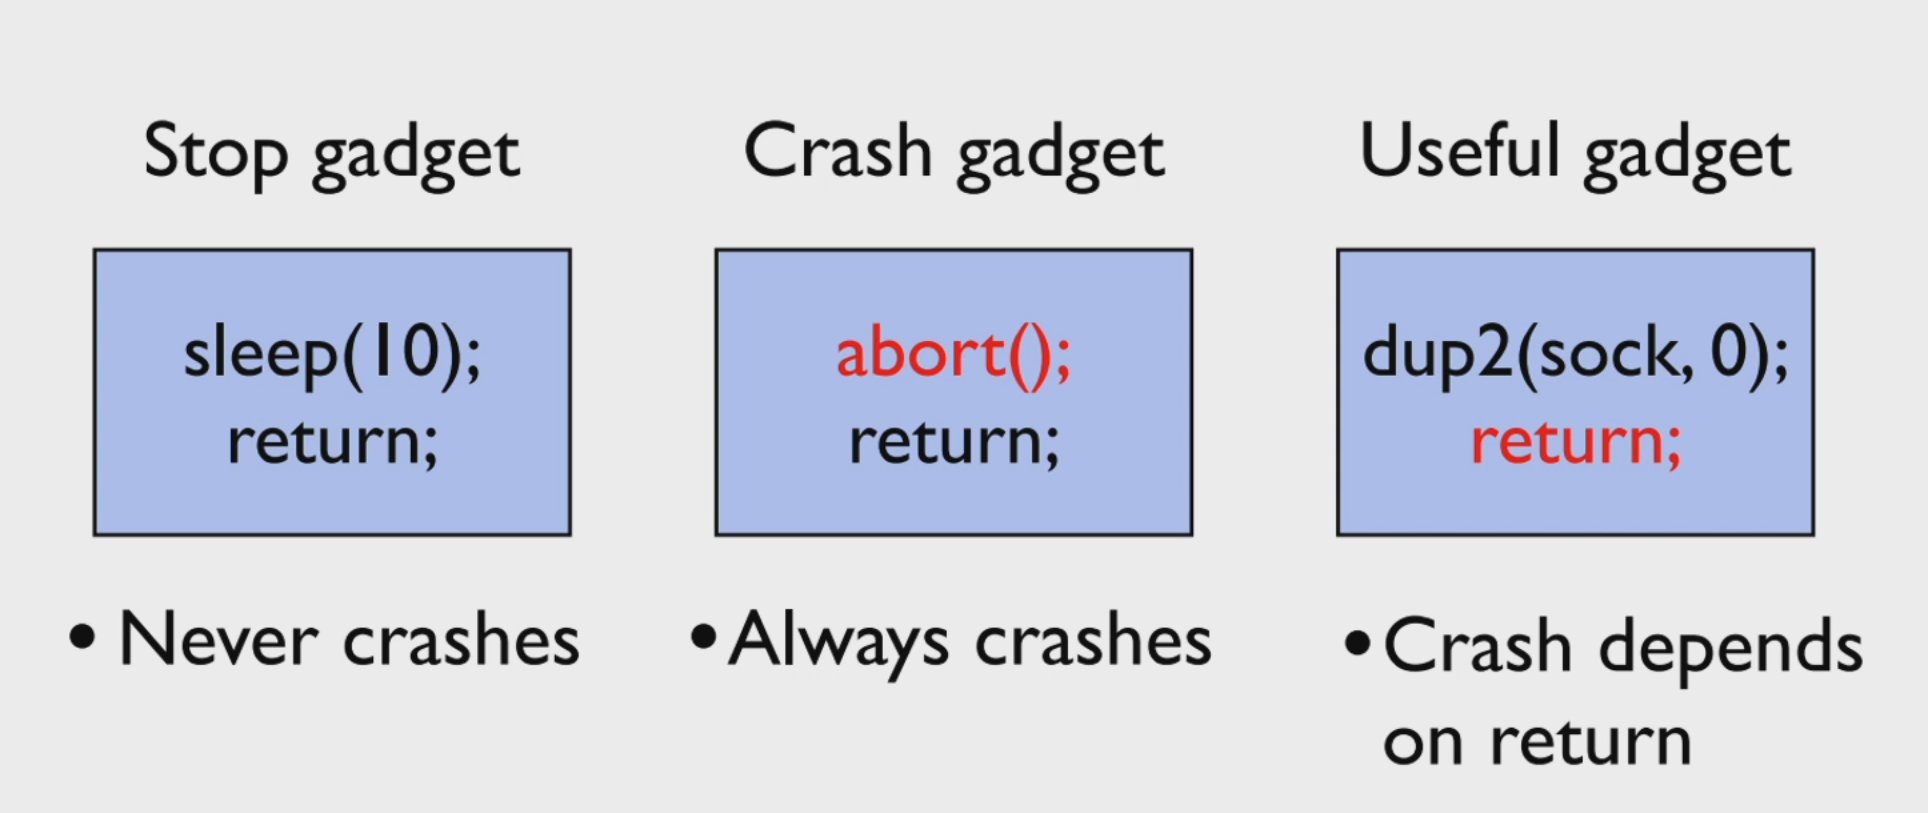 Stop gadget
sleep(10);
return;
• Never crashes
Crash gadget
abort();
return;
• Always crashes
Useful gadget
dup2(sock, 0);
return;
• Crash depends
on return